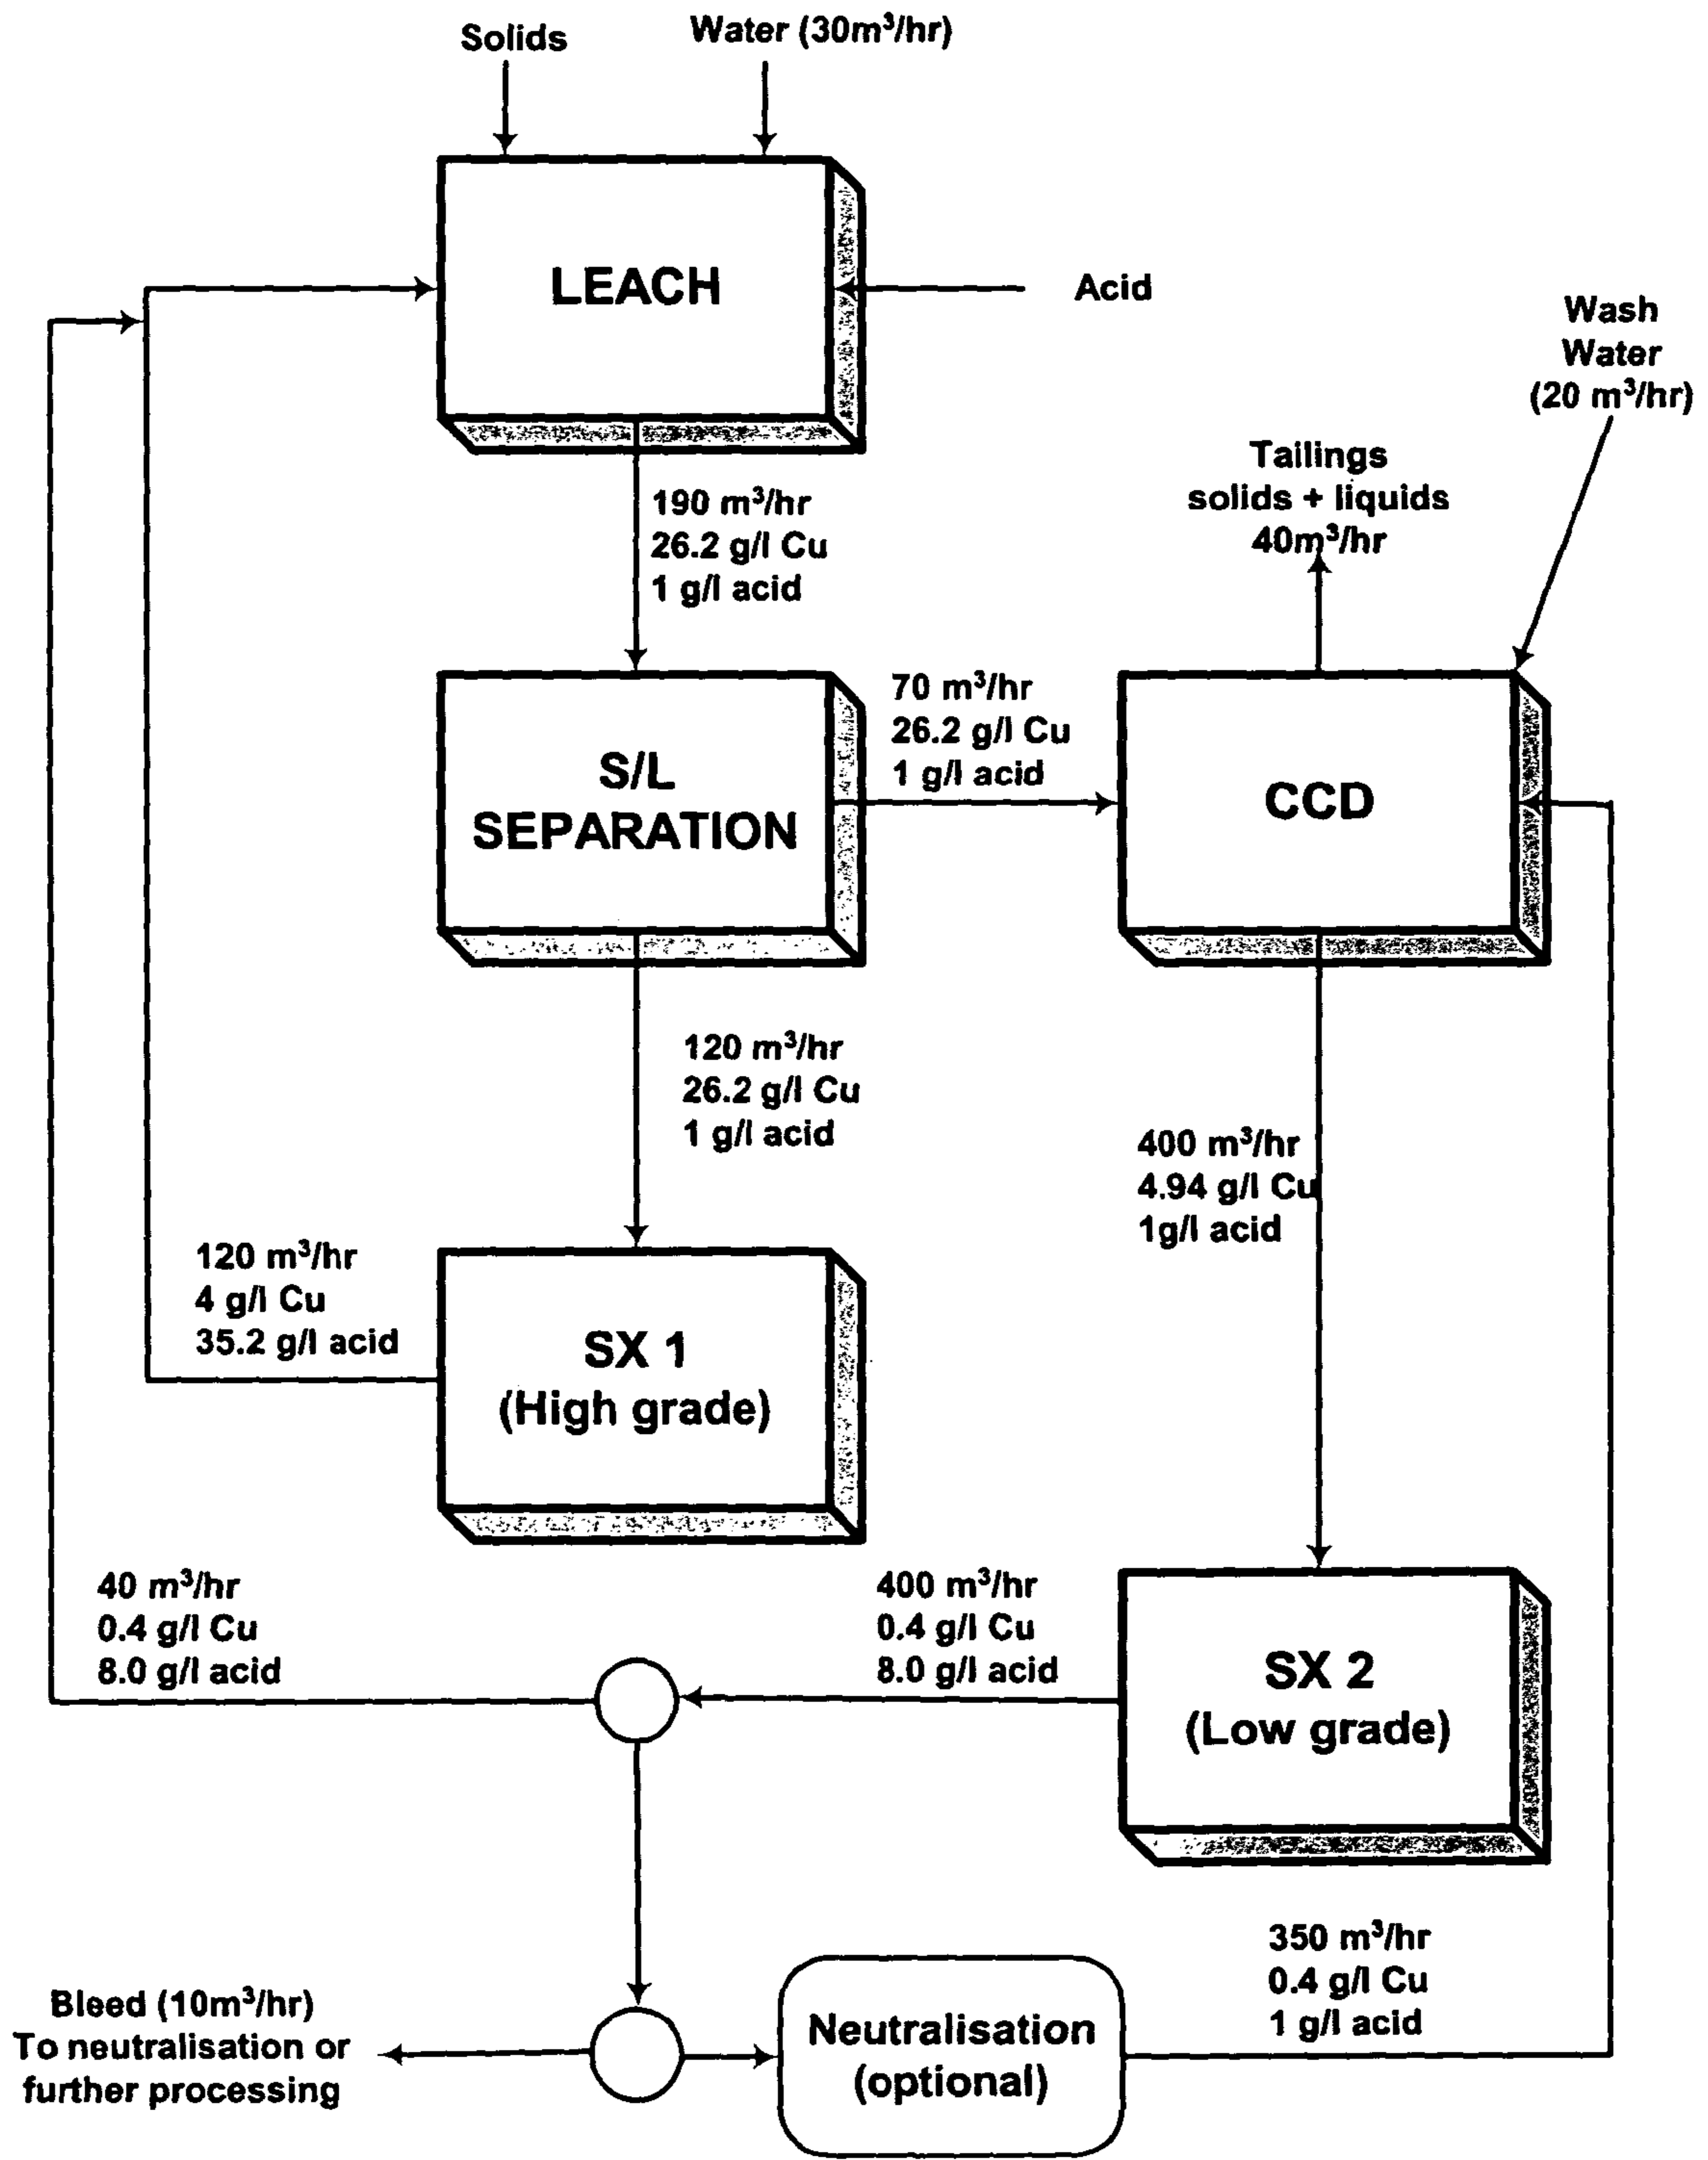 Solids
Water (30m³/hr)
LEACH
Acid
Wash
Water
(20 m³/hr)
Tailings
solids + liquids
40m³/hr
190 m³/hr
26.2 g/l Cu
1 g/l acid
S/L
SEPARATION
70 m³/hr
26.2 g/l Cu
1 g/l acid
CCD
120 m³/hr
26.2 g/l Cu
1 g/l acid
400 m³/hr
4.94 g/l Cu
1g/l acid
120 m³/hr
4 g/l Cu
35.2 g/l acid
SX 1
(High grade)
40 m³/hr
0.4 g/l Cu
8.0 g/l acid
400 m³/hr
0.4 g/l Cu
8.0 g/l acid
SX 2
(Low grade)
Bleed (10m³/hr)
To neutralisation or
further processing
Neutralisation
(optional)
350 m³/hr
0.4 g/l Cu
1 g/l acid